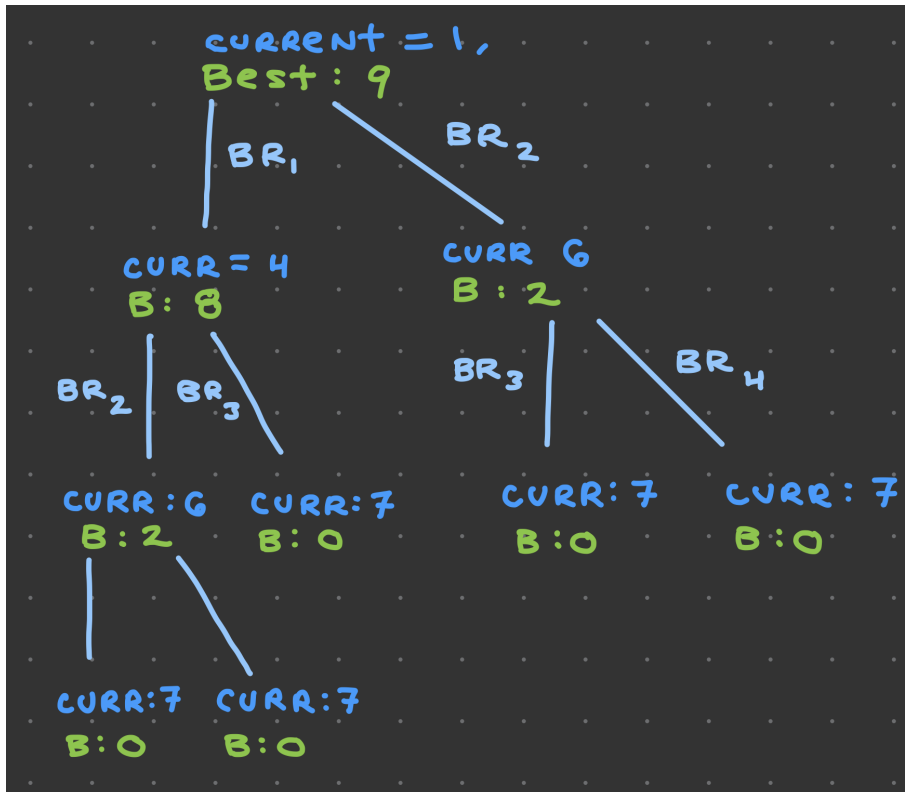 CURRENT = 1,
Best : 9
BR1
BR2
CURR = 4
B: 8
CURR 6
B : 2
BR2
BR3
BR3
BR4
CURR:6
B:2
CURR:7
B:0
CURR:7
B:0
CURR:7
B:0
CURR:7
B:0
CURR:7
B:0